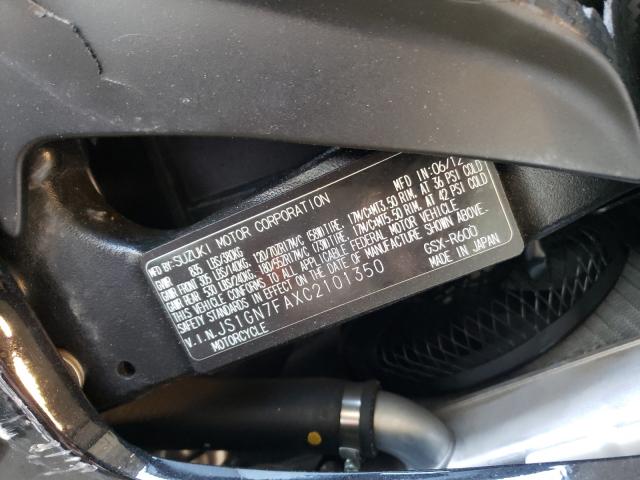 MFD BY:SUZUKI MOTOR CORPORATION MFD IN:06/12
GVWR 835 LBS/380KG.
GAWR FRONT 305 LBS/140KG. 120/70ZR17M/C (58W)TIRE. 17M/CxMT3.50 RIM. AT 36 PSI COLD
GAWR REAR 530 LBS/240KG. 180/55ZR17M/C (73W)TIRE. 17M/CxMT5.50 RIM. AT 42 PSI COLD
THIS VEHICLE CONFORMS TO ALL APPLICABLE FEDERAL MOTOR VEHICLE
SAFETY STANDARDS IN EFFECT ON THE DATE OF MANUFACTURE SHOWN ABOVE.
V.I.N.JS1GN7FAXC2101350 GSX-R600
MOTORCYCLE MADE IN JAPAN